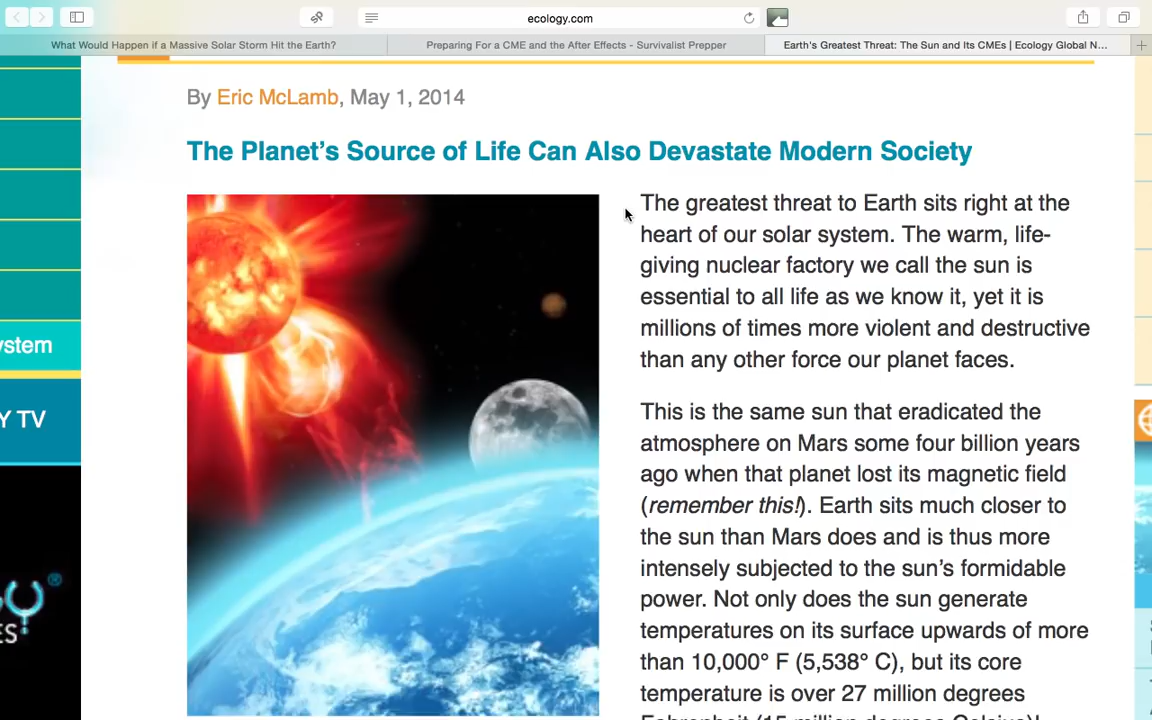 ecology.com
What Would Happen if a Massive Solar Storm Hit the Earth?
Preparing For a CME and the After Effects - Survivalist Prepper
Earth's Greatest Threat: The Sun and Its CMEs | Ecology Global N...
By Eric McLamb, May 1, 2014
The Planet's Source of Life Can Also Devastate Modern Society
The greatest threat to Earth sits right at the
heart of our solar system. The warm, life-
giving nuclear factory we call the sun is
essential to all life as we know it, yet it is
millions of times more violent and destructive
than any other force our planet faces.
This is the same sun that eradicated the
atmosphere on Mars some four billion years
ago when that planet lost its magnetic field
(remember this!). Earth sits much closer to
the sun than Mars does and is thus more
intensely subjected to the sun's formidable
power. Not only does the sun generate
temperatures on its surface upwards of more
than 10,000° F (5,538° C), but its core
temperature is over 27 million degrees
Fahrenheit (15 million degrees Celsius)!
ystem
Y TV
ES